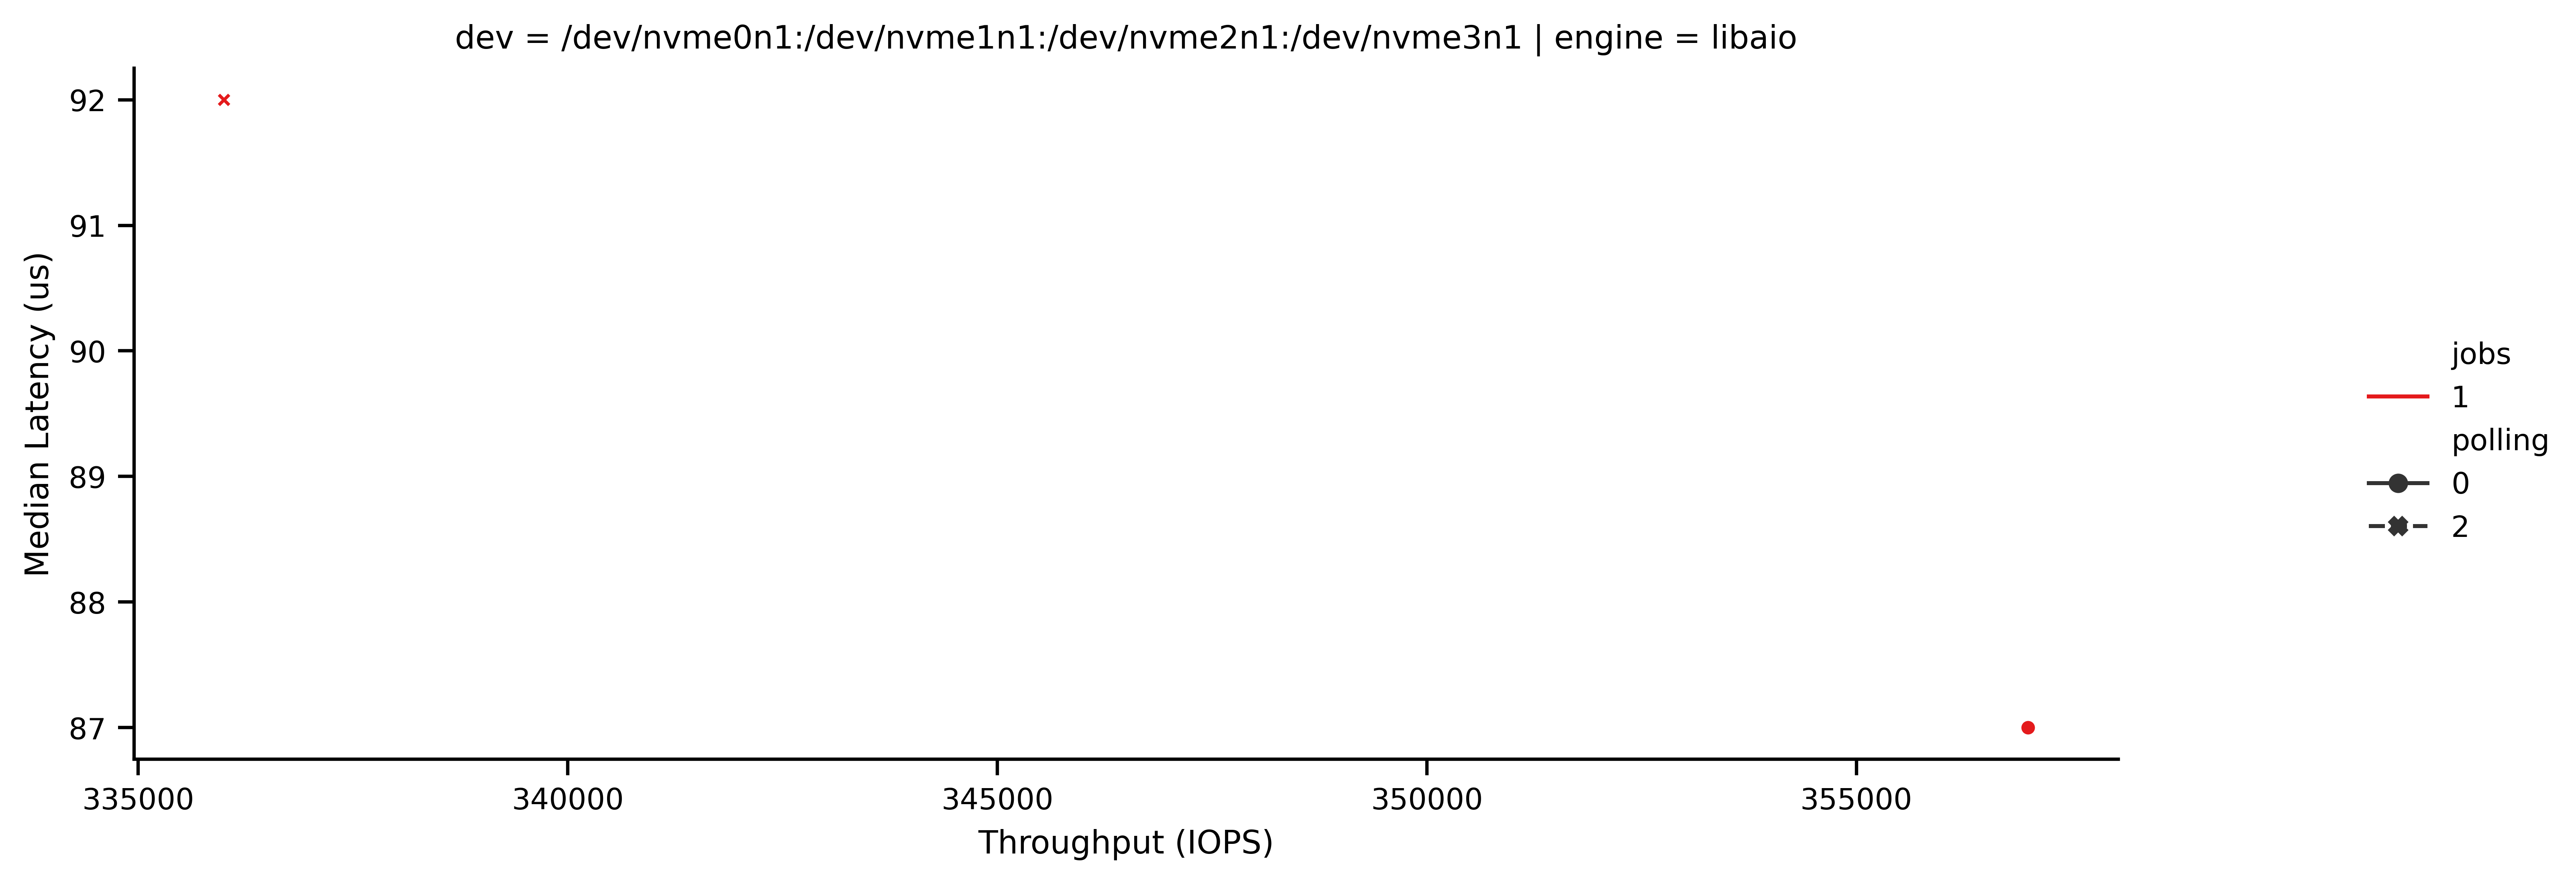 dev = /dev/nvme0n1:/dev/nvme1n1:/dev/nvme2n1:/dev/nvme3n1 | engine = libaio
92
91
90
89
88
87
Median Latency (us)
335000 340000 345000 350000 355000
Throughput (IOPS)
jobs
1
polling
0
2